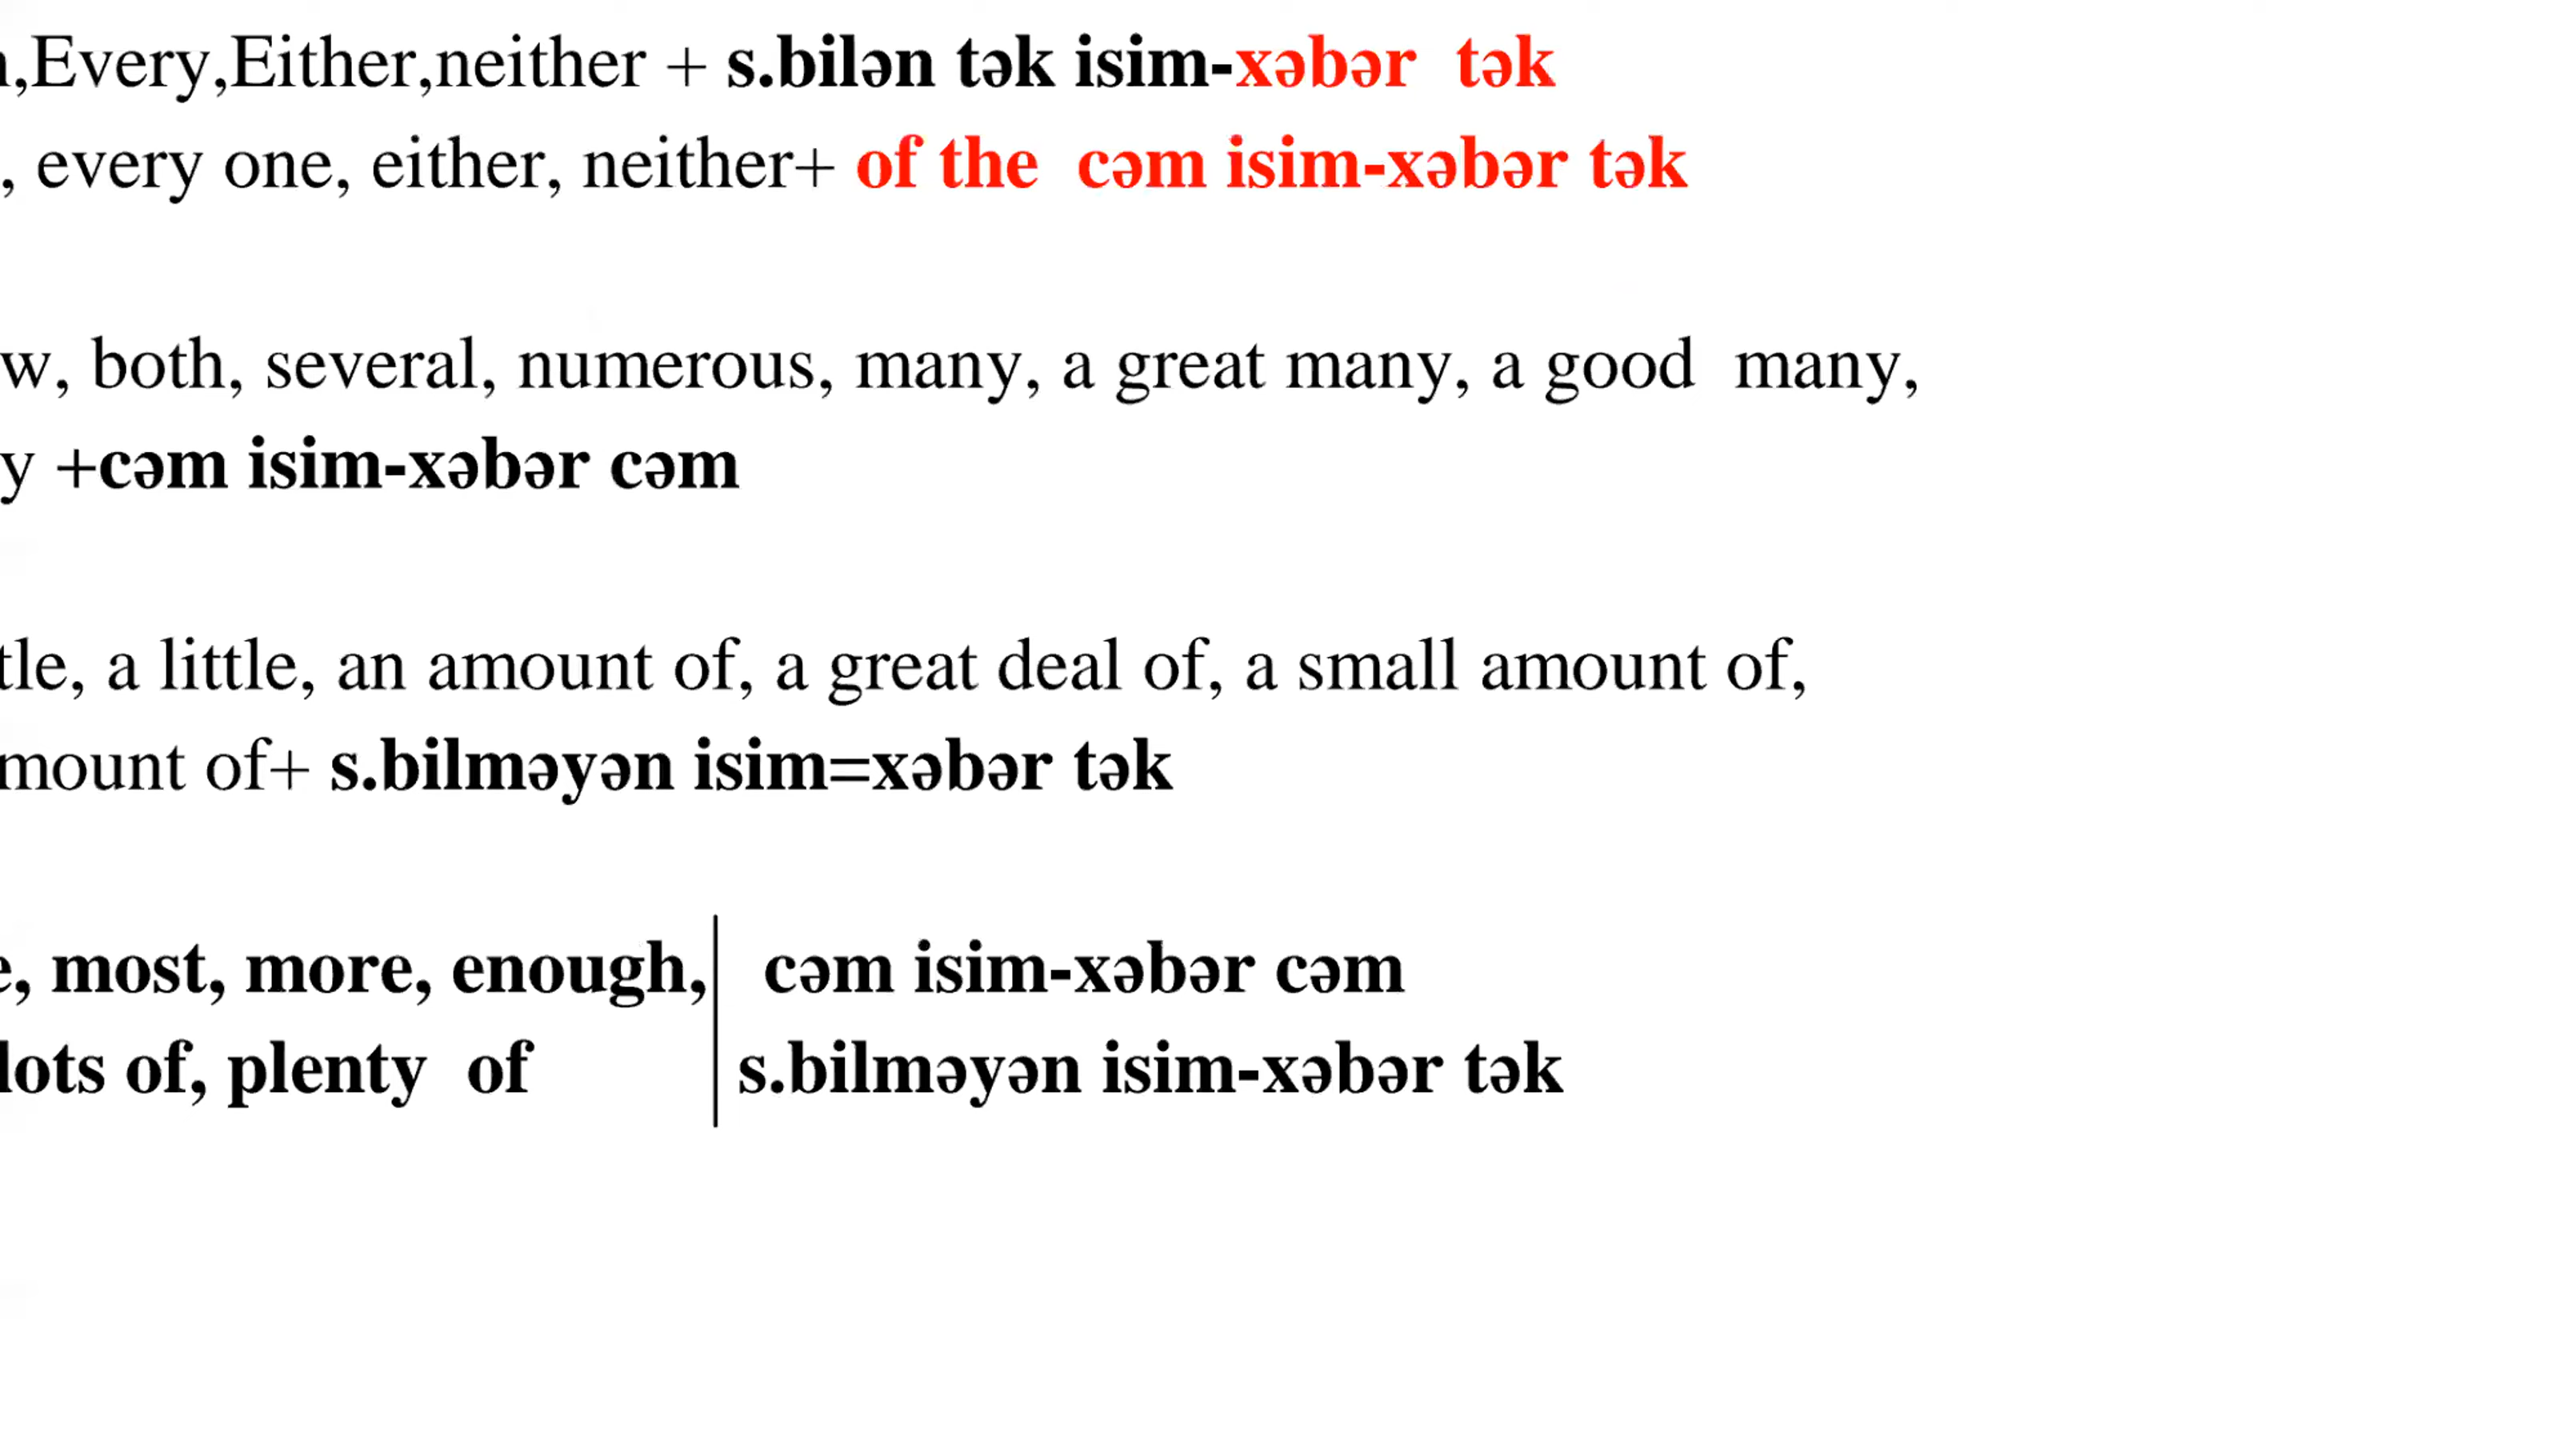 ,Every,Either,neither + s.bilən tək isim-xəbər tək
, every one, either, neither+ of the cəm isim-xəbər tək
both, several, numerous, many, a great many, a good many,
y +cəm isim-xəbər cəm
a little, an amount of, a great deal of, a small amount of,
mount of+ s.bilməyən isim=xəbər tək
, most, more, enough, cəm isim-xəbər cəm
lots of, plenty of s.bilməyən isim-xəbər tək